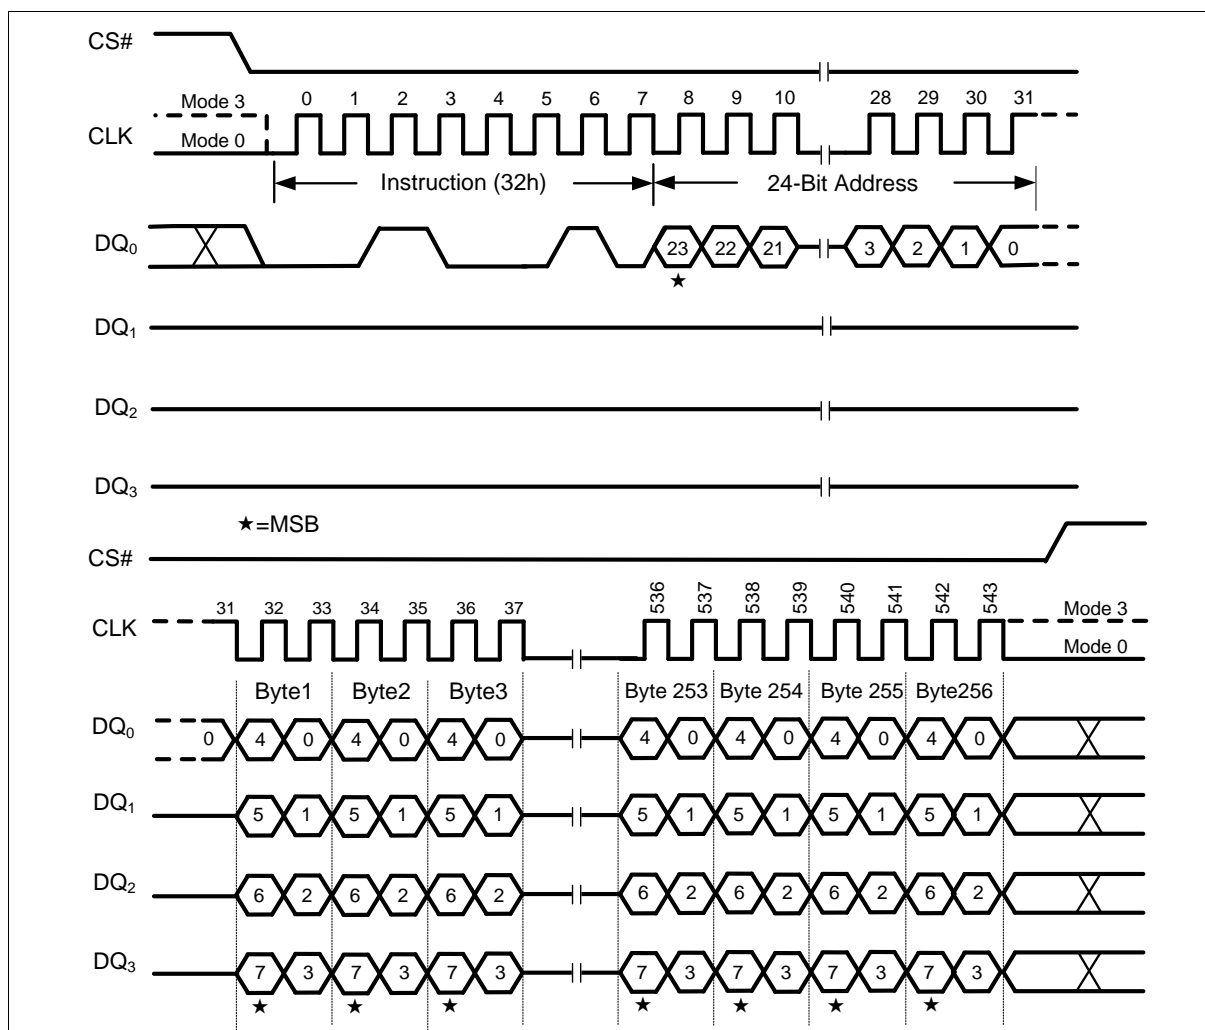 CS#
Mode 3 0 1 2 3 4 5 6 7 8 9 10 28 29 30 31
CLK
Mode 0
Instruction (32h) 24-Bit Address
DQ0 23 22 21 3 2 1 0
★
DQ1
DQ2
DQ3
★=MSB
CS#
31 32 33 34 35 36 37 536 537 538 539 540 541 542 543 Mode 3
CLK
Mode 0
Byte1 Byte2 Byte3 Byte 253 Byte 254 Byte 255 Byte256
DQ0 0 4 0 4 0 4 0 4 0 4 0 4 0 4 0
DQ1 5 1 5 1 5 1 5 1 5 1 5 1 5 1
DQ2 6 2 6 2 6 2 6 2 6 2 6 2 6 2
DQ3 7 3 7 3 7 3 7 3 7 3 7 3 7 3
★ ★ ★ ★ ★ ★ ★